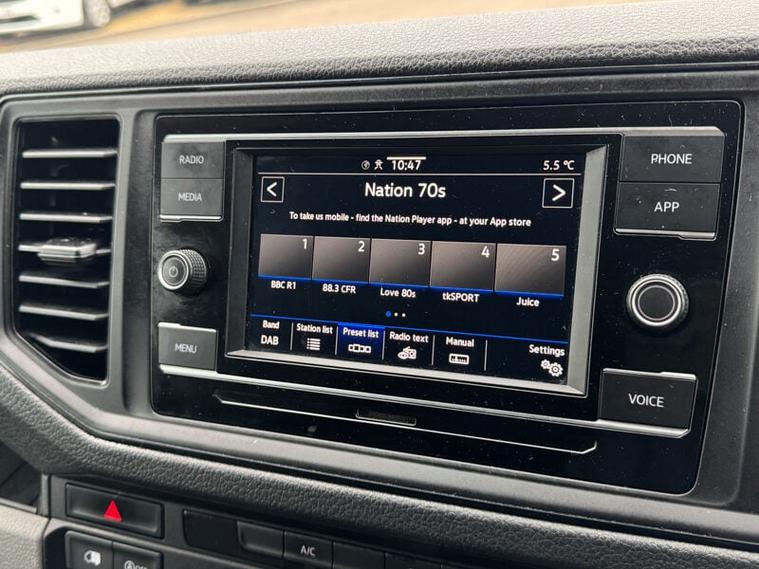 RADIO
MEDIA
MENU
10:47
5.5 °C
<
Nation 70s
>
To take us mobile - find the Nation Player app - at your App store
1 2 3 4 5
BBC R1 88.3 CFR Love 80s tkSPORT Juice
Band Station list Preset list Radio text Manual Settings
DAB
PHONE
APP
VOICE
A/C